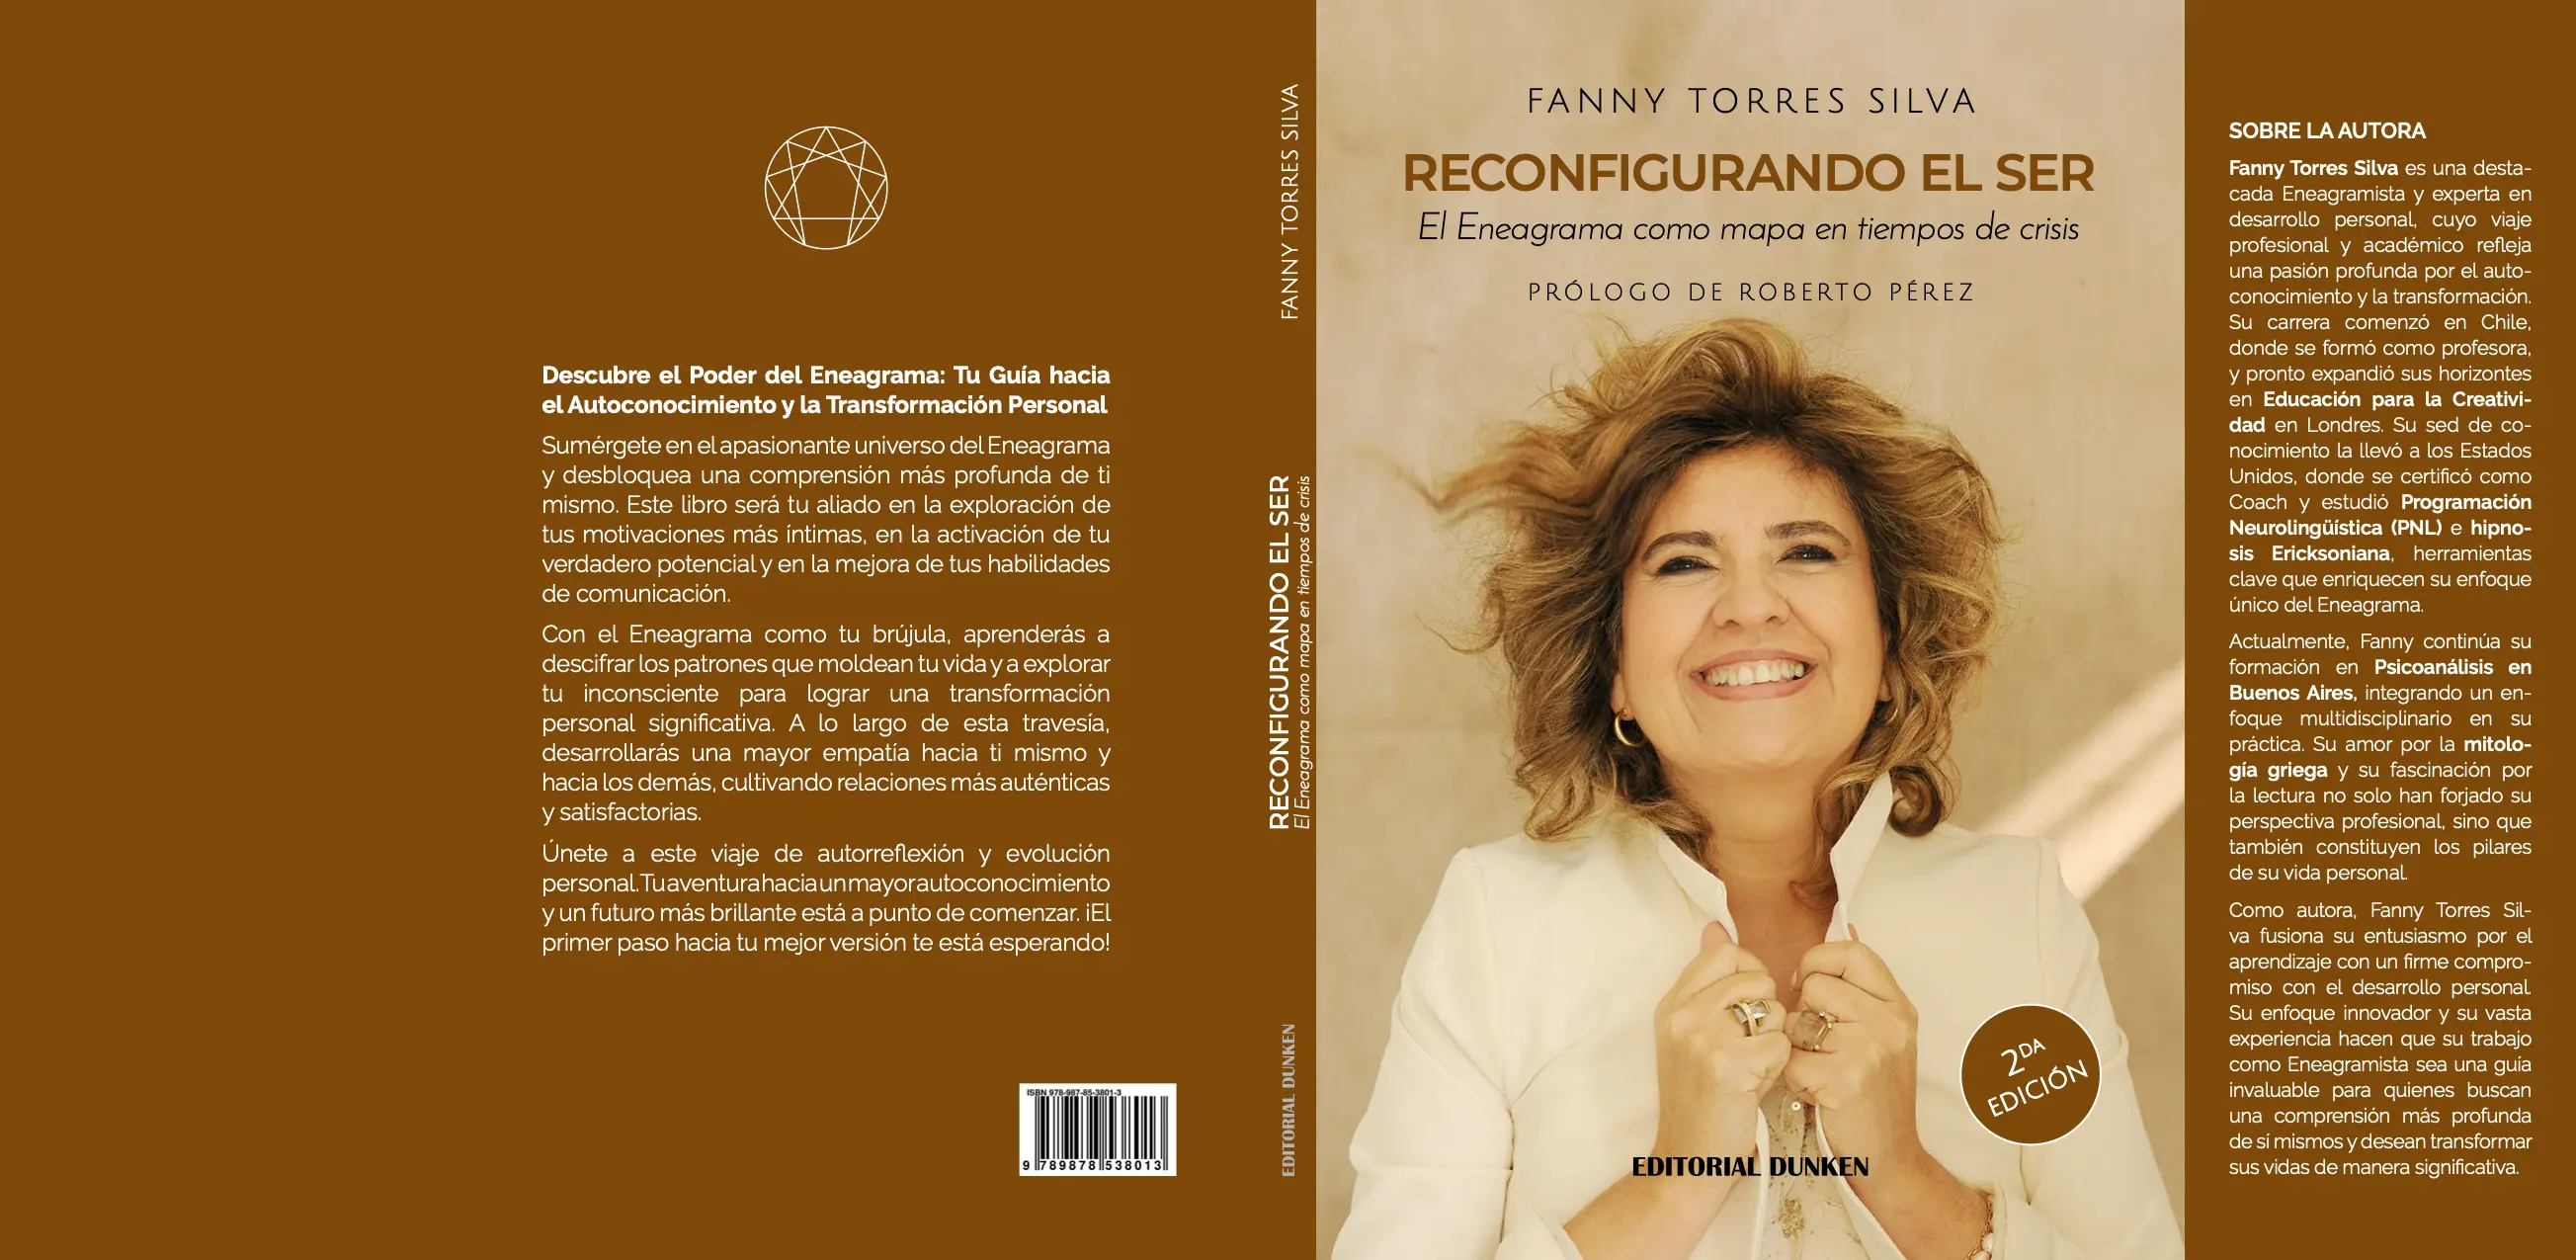 Descubre el Poder del Eneagrama: Tu Guía hacia
el Autoconocimiento y la Transformación Personal
Sumérgete en el apasionante universo del Eneagrama
y desbloquea una comprensión más profunda de ti
mismo. Este libro será tu aliado en la exploración de
tus motivaciones más íntimas, en la activación de tu
verdadero potencial y en la mejora de tus habilidades
de comunicación.
Con el Eneagrama como tu brújula, aprenderás a
descifrar los patrones que moldean tu vida y a explorar
tu inconsciente para lograr una transformación
personal significativa. A lo largo de esta travesía,
desarrollarás una mayor empatía hacia ti mismo y
hacia los demás, cultivando relaciones más auténticas
y satisfactorias.
Únete a este viaje de autorreflexión y evolución
personal. Tu aventura hacia un mayor autoconocimiento
y un futuro más brillante está a punto de comenzar. ¡El
primer paso hacia tu mejor versión te está esperando!
ISBN 978-987-85-3801-3
9 789878 538013
FANNY TORRES SILVA
RECONFIGURANDO EL SER
El Eneagrama como mapa en tiempos de crisis
EDITORIAL DUNKEN
FANNY TORRES SILVA
RECONFIGURANDO EL SER
El Eneagrama como mapa en tiempos de crisis
PRÓLOGO DE ROBERTO PÉREZ
2DA
EDICIÓN
EDITORIAL DUNKEN
SOBRE LA AUTORA
Fanny Torres Silva es una desta-
cada Eneagramista y experta en
desarrollo personal, cuyo viaje
profesional y académico refleja
una pasión profunda por el auto-
conocimiento y la transformación.
Su carrera comenzó en Chile,
donde se formó como profesora,
y pronto expandió sus horizontes
en Educación para la Creativi-
dad en Londres. Su sed de co-
nocimiento la llevó a los Estados
Unidos, donde se certificó como
Coach y estudió Programación
Neurolingüística (PNL) e hipno-
sis Ericksoniana, herramientas
clave que enriquecen su enfoque
único del Eneagrama.
Actualmente, Fanny continúa su
formación en Psicoanálisis en
Buenos Aires, integrando un en-
foque multidisciplinario en su
práctica. Su amor por la mitolo-
gía griega y su fascinación por
la lectura no solo han forjado su
perspectiva profesional, sino que
también constituyen los pilares
de su vida personal.
Como autora, Fanny Torres Sil-
va fusiona su entusiasmo por el
aprendizaje con un firme compro-
miso con el desarrollo personal.
Su enfoque innovador y su vasta
experiencia hacen que su trabajo
como Eneagramista sea una guía
invaluable para quienes buscan
una comprensión más profunda
de sí mismos y desean transformar
sus vidas de manera significativa.